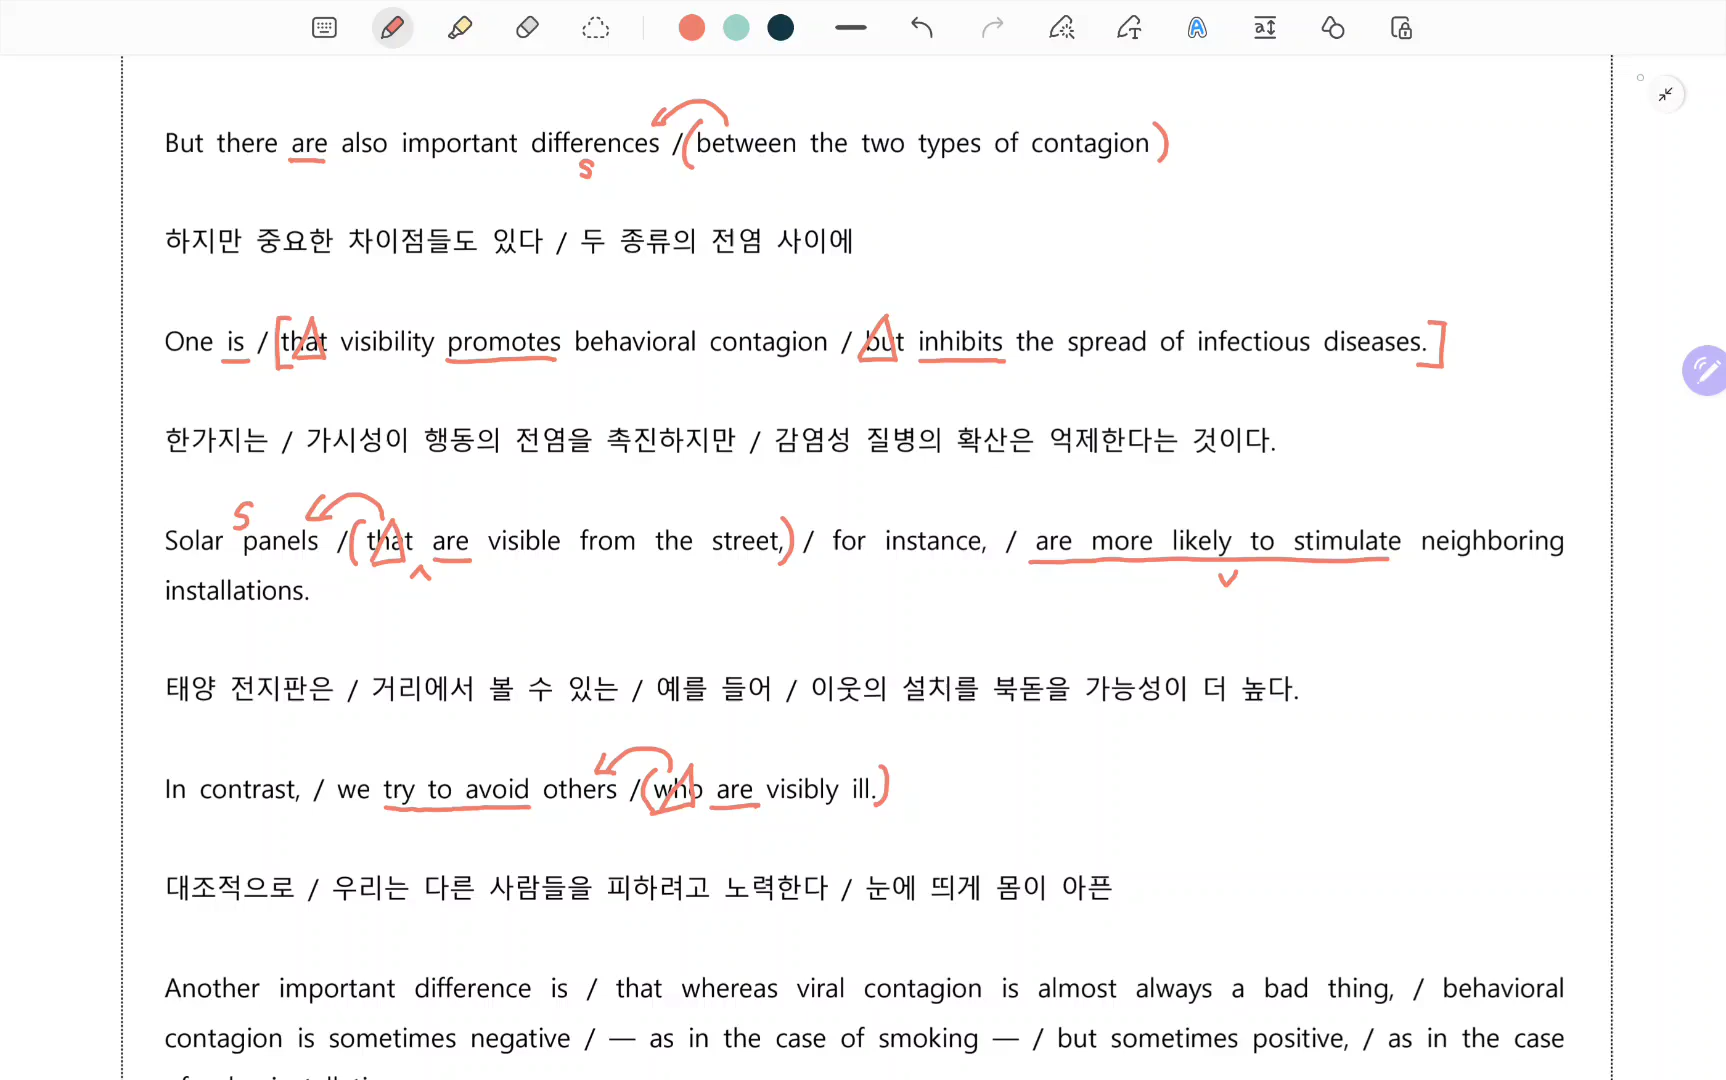 But there are also important differences / (between the two types of contagion)
s
하지만 중요한 차이점들도 있다 / 두 종류의 전염 사이에
One is / [that visibility promotes behavioral contagion / but inhibits the spread of infectious diseases.]
한가지는 / 가시성이 행동의 전염을 촉진하지만 / 감염성 질병의 확산은 억제한다는 것이다.
s
Solar panels / (that are visible from the street,) / for instance, / are more likely to stimulate neighboring
v
installations.
태양 전지판은 / 거리에서 볼 수 있는 / 예를 들어 / 이웃의 설치를 북돋을 가능성이 더 높다.
In contrast, / we try to avoid others / (who are visibly ill.)
대조적으로 / 우리는 다른 사람들을 피하려고 노력한다 / 눈에 띄게 몸이 아픈
Another important difference is / that whereas viral contagion is almost always a bad thing, / behavioral
contagion is sometimes negative / — as in the case of smoking — / but sometimes positive, / as in the case